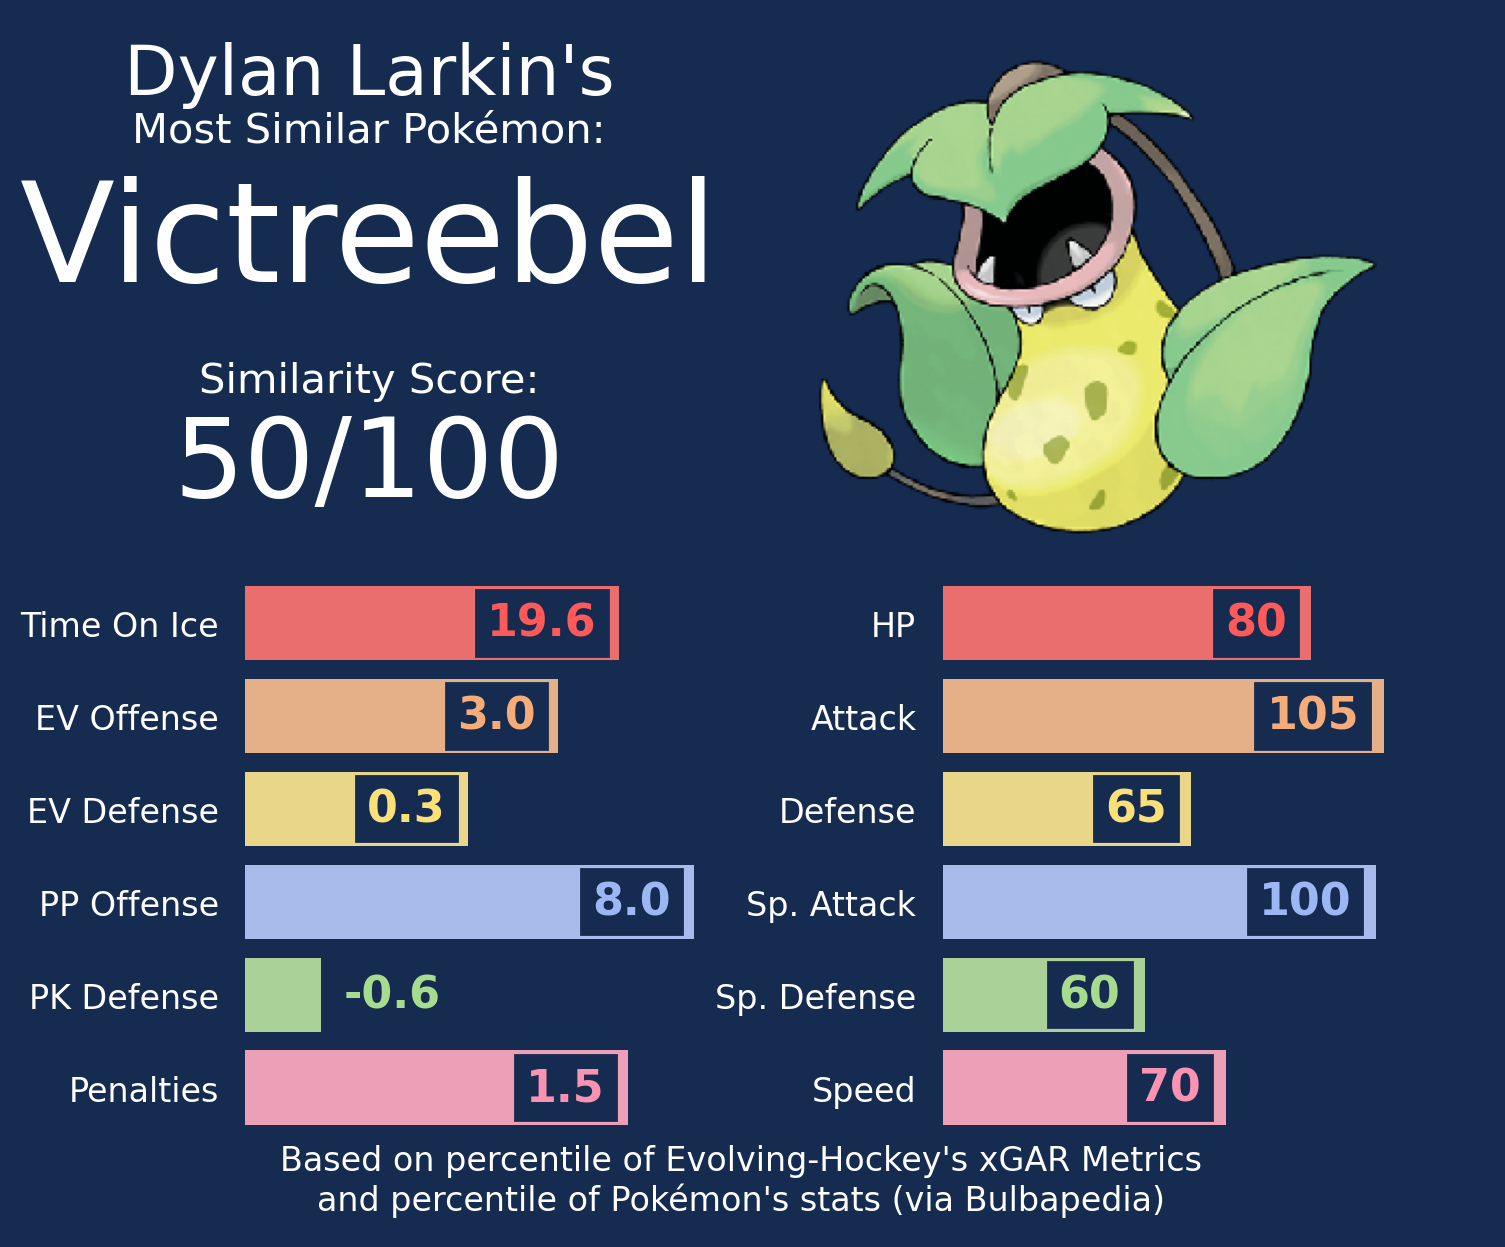 Dylan Larkin's
Most Similar Pokémon:
Victreebel
Similarity Score:
50/100
Time On Ice 19.6
EV Offense 3.0
EV Defense 0.3
PP Offense 8.0
PK Defense -0.6
Penalties 1.5
HP 80
Attack 105
Defense 65
Sp. Attack 100
Sp. Defense 60
Speed 70
Based on percentile of Evolving-Hockey's xGAR Metrics
and percentile of Pokémon's stats (via Bulbapedia)